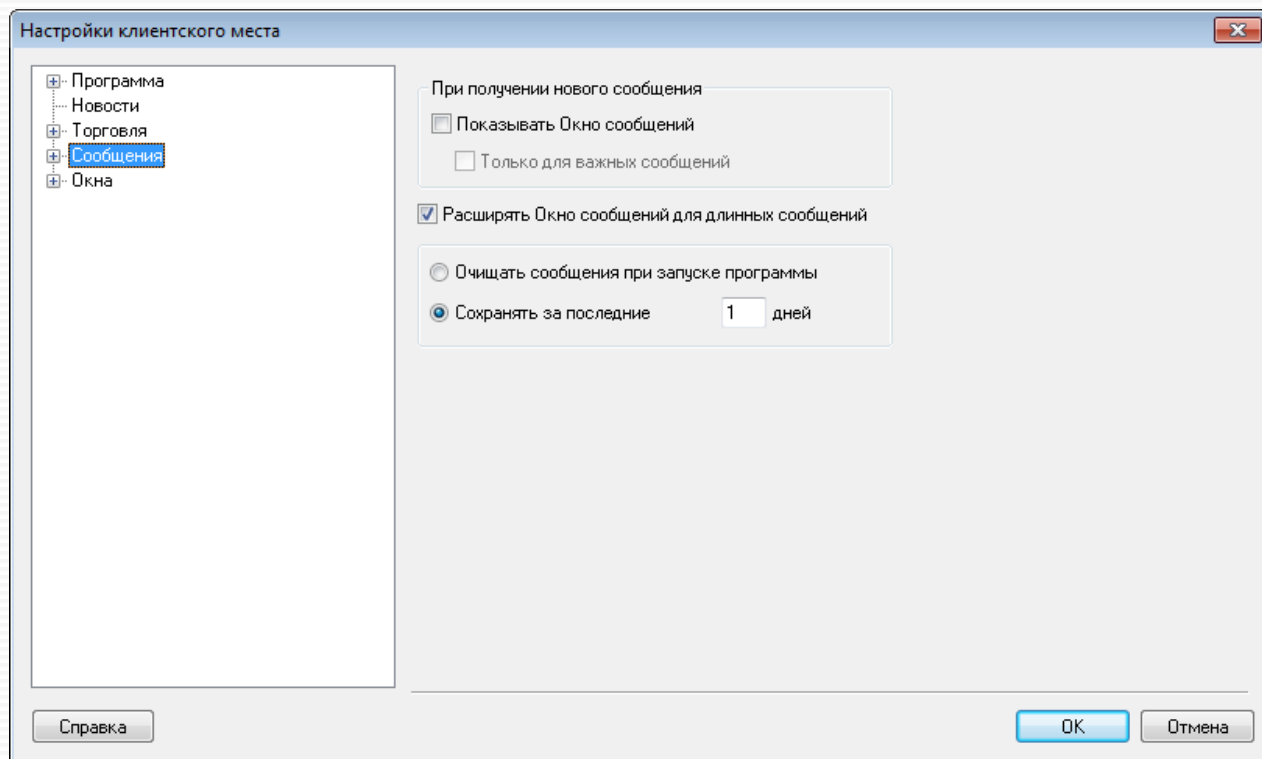 Настройки клиентского места
Программа
Новости
Торговля
Сообщения
Окна
При получении нового сообщения
Показывать Окно сообщений
Только для важных сообщений
Расширять Окно сообщений для длинных сообщений
Очищать сообщения при запуске программы
Сохранять за последние 1 дней
Справка
OK
Отмена